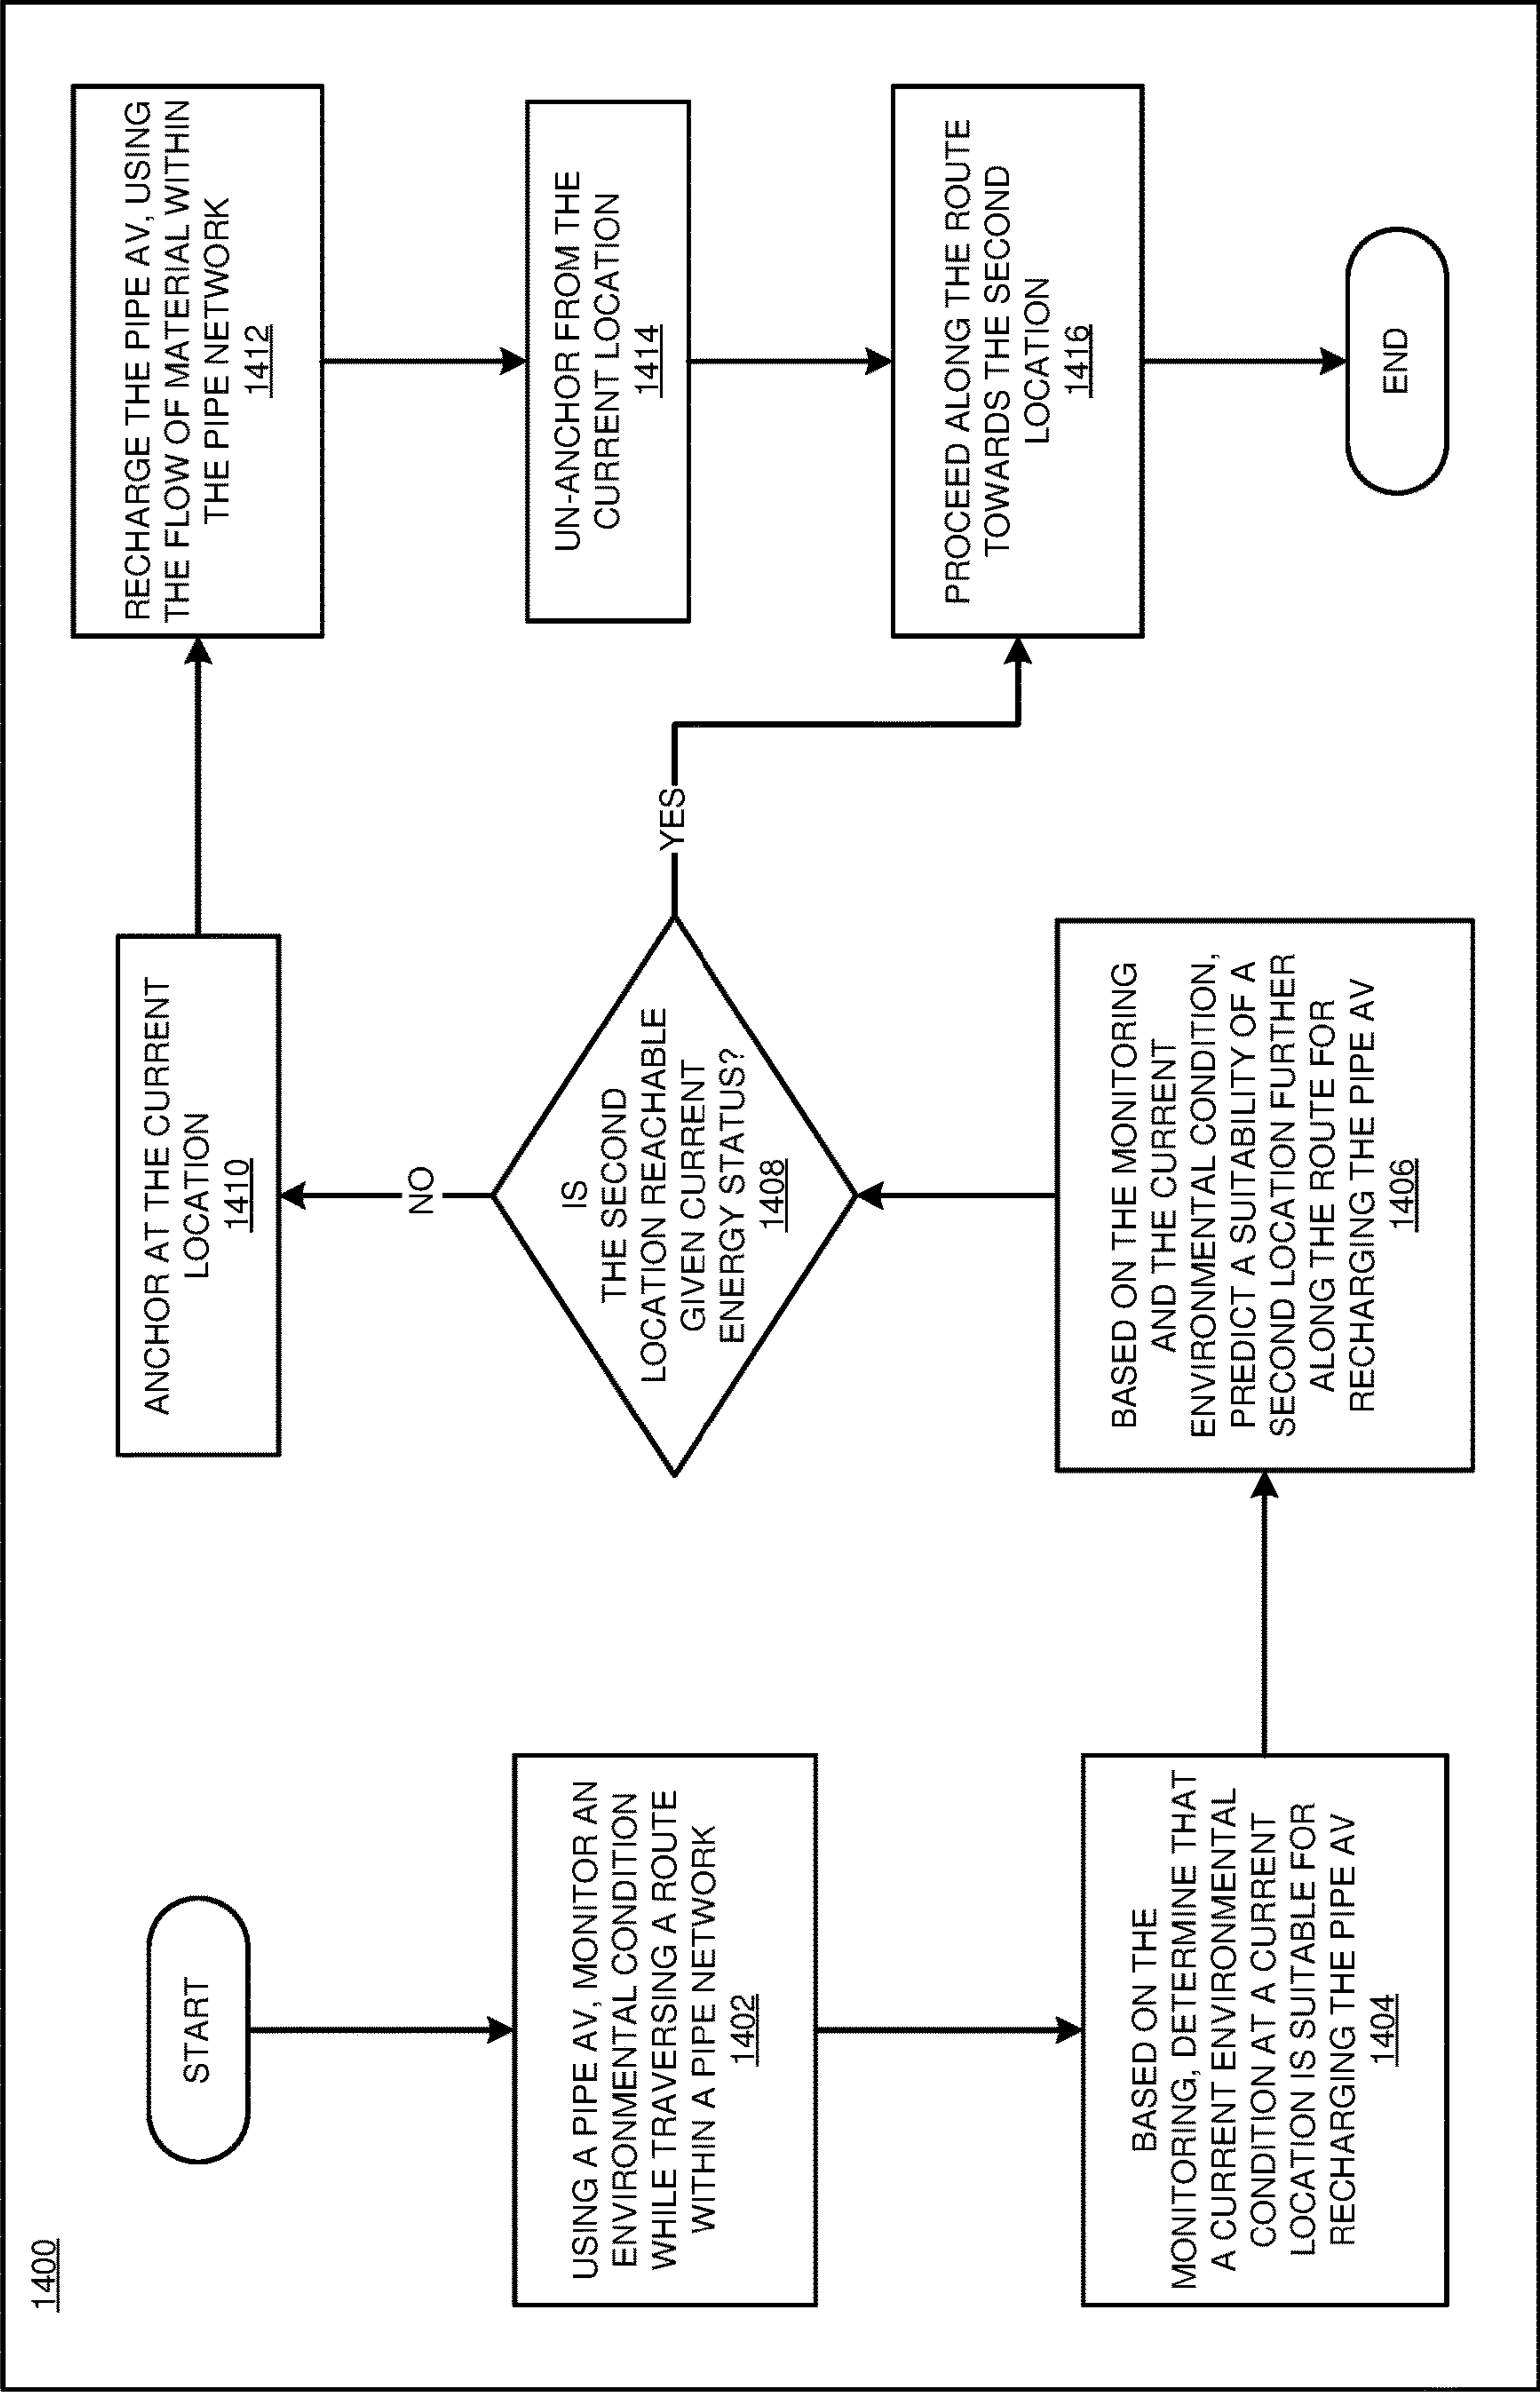 1400
START
USING A PIPE AV, MONITOR AN
ENVIRONMENTAL CONDITION
WHILE TRAVERSING A ROUTE
WITHIN A PIPE NETWORK
1402
BASED ON THE
MONITORING, DETERMINE THAT
A CURRENT ENVIRONMENTAL
CONDITION AT A CURRENT
LOCATION IS SUITABLE FOR
RECHARGING THE PIPE AV
1404
BASED ON THE MONITORING
AND THE CURRENT
ENVIRONMENTAL CONDITION,
PREDICT A SUITABILITY OF A
SECOND LOCATION FURTHER
ALONG THE ROUTE FOR
RECHARGING THE PIPE AV
1406
IS
THE SECOND
LOCATION REACHABLE
GIVEN CURRENT
ENERGY STATUS?
1408
NO
YES
ANCHOR AT THE CURRENT
LOCATION
1410
RECHARGE THE PIPE AV, USING
THE FLOW OF MATERIAL WITHIN
THE PIPE NETWORK
1412
UN-ANCHOR FROM THE
CURRENT LOCATION
1414
PROCEED ALONG THE ROUTE
TOWARDS THE SECOND
LOCATION
1416
END